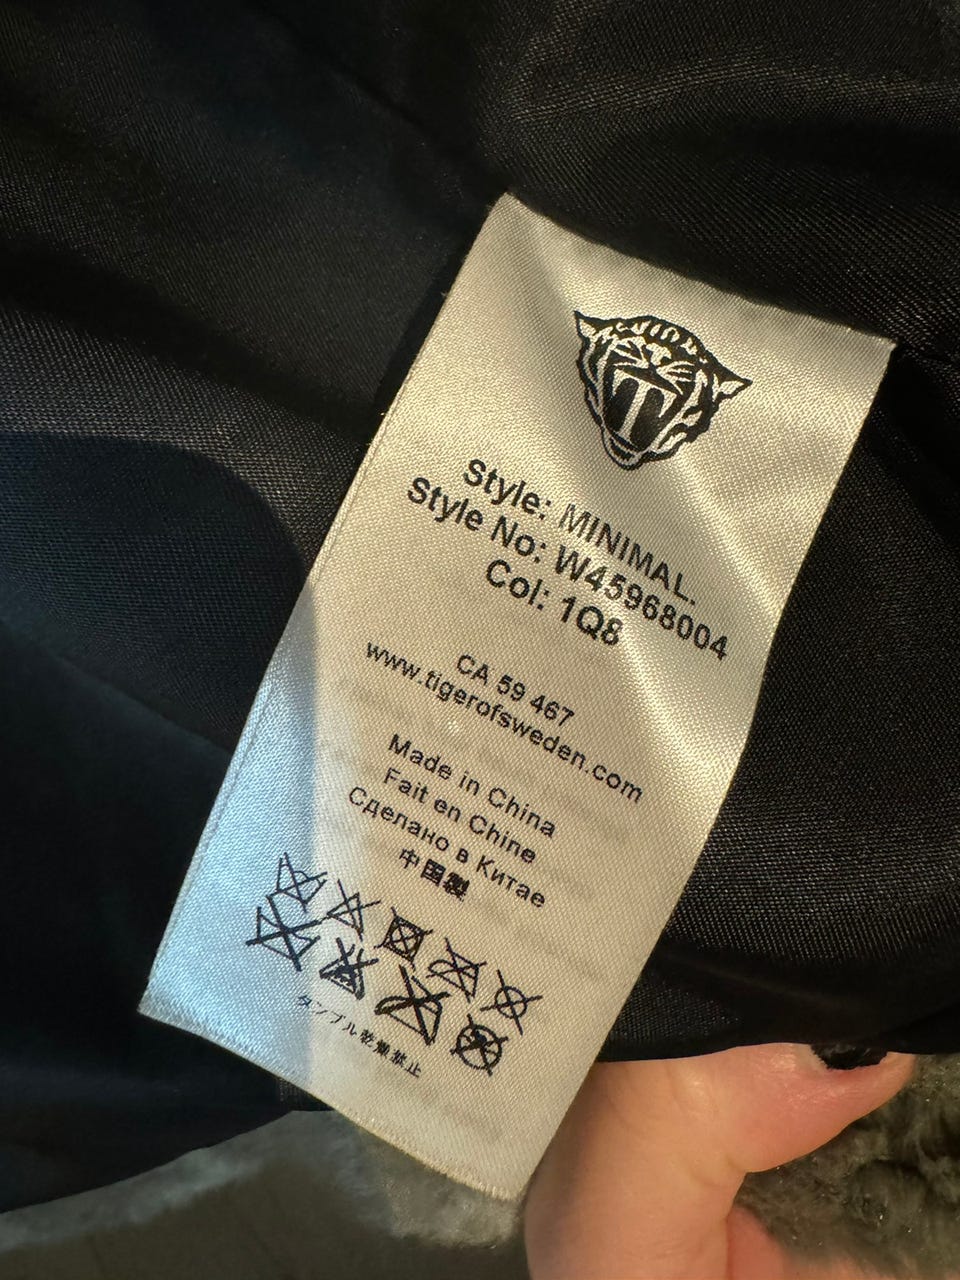 T
Style: MINIMAL.
Style No: W45968004
Col: 1Q8
CA 59 467
www.tigerofsweden.com
Made in China
Fait en Chine
Сделано в Китае
中国製
タンブル乾燥禁止